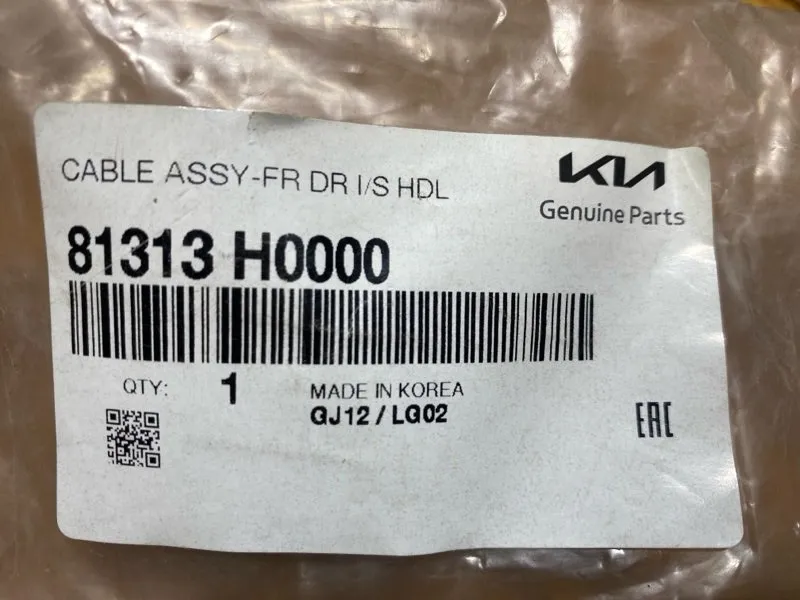 CABLE ASSY-FR DR I/S HDL
KIA
Genuine Parts
81313 H0000
QTY: 1
MADE IN KOREA
GJ12 / LG02
EAC